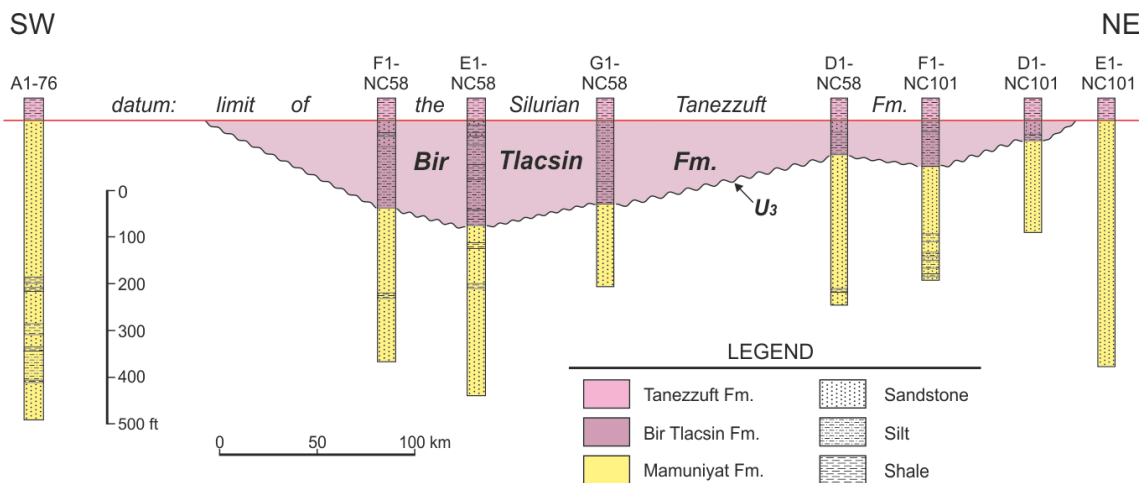 SW
NE
A1-76
F1-
NC58
E1-
NC58
G1-
NC58
D1-
NC58
F1-
NC101
D1-
NC101
E1-
NC101
datum: limit of the Silurian Tanezzuft Fm.
Bir Tlacsin Fm.
U3
0
100
200
300
400
500 ft
0 50 100 km
LEGEND
Tanezzuft Fm.
Bir Tlacsin Fm.
Mamuniyat Fm.
Sandstone
Silt
Shale